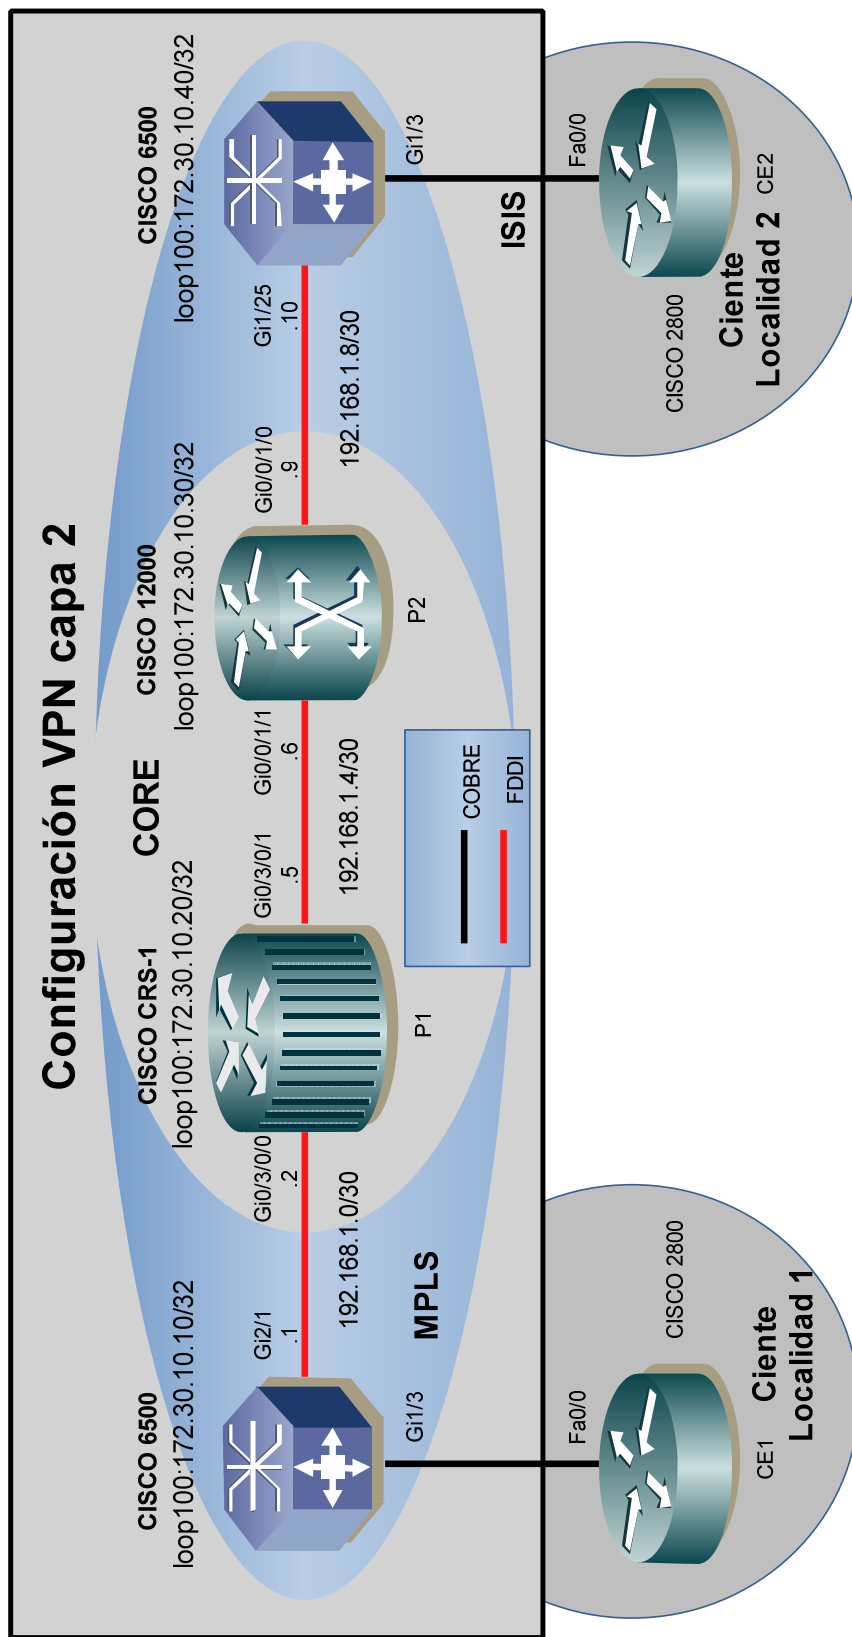 Configuración VPN capa 2
CORE
CISCO 6500
loop100:172.30.10.10/32
CISCO CRS-1
loop100:172.30.10.20/32
CISCO 12000
loop100:172.30.10.30/32
CISCO 6500
loop100:172.30.10.40/32
Gi2/1
.1
Gi0/3/0/0
.2
Gi0/3/0/1
.5
Gi0/0/1/1
.6
Gi0/0/1/0
.9
Gi1/25
.10
192.168.1.0/30
192.168.1.4/30
192.168.1.8/30
Gi1/3
MPLS
P1
P2
Gi1/3
ISIS
COBRE
FDDI
Fa0/0
CISCO 2800
CE1
Ciente
Localidad 1
Fa0/0
CISCO 2800
CE2
Ciente
Localidad 2